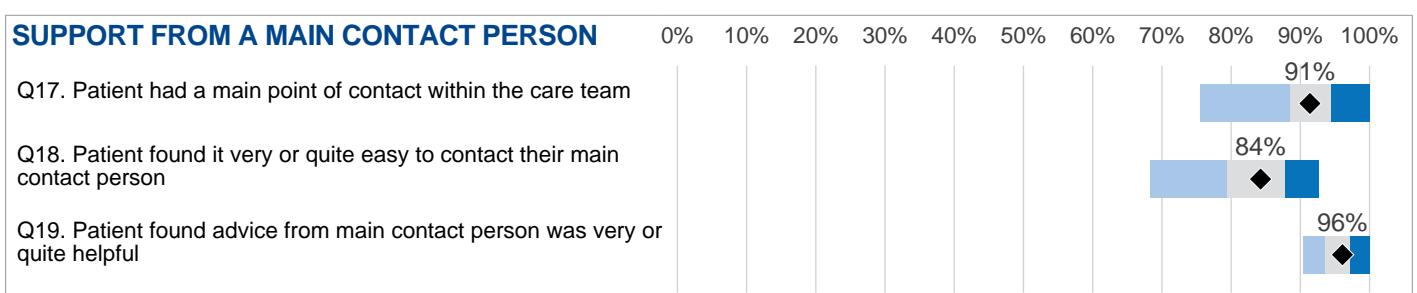 SUPPORT FROM A MAIN CONTACT PERSON 0% 10% 20% 30% 40% 50% 60% 70% 80% 90% 100%
91%
Q17. Patient had a main point of contact within the care team
84%
Q18. Patient found it very or quite easy to contact their main
contact person
96%
Q19. Patient found advice from main contact person was very or
quite helpful